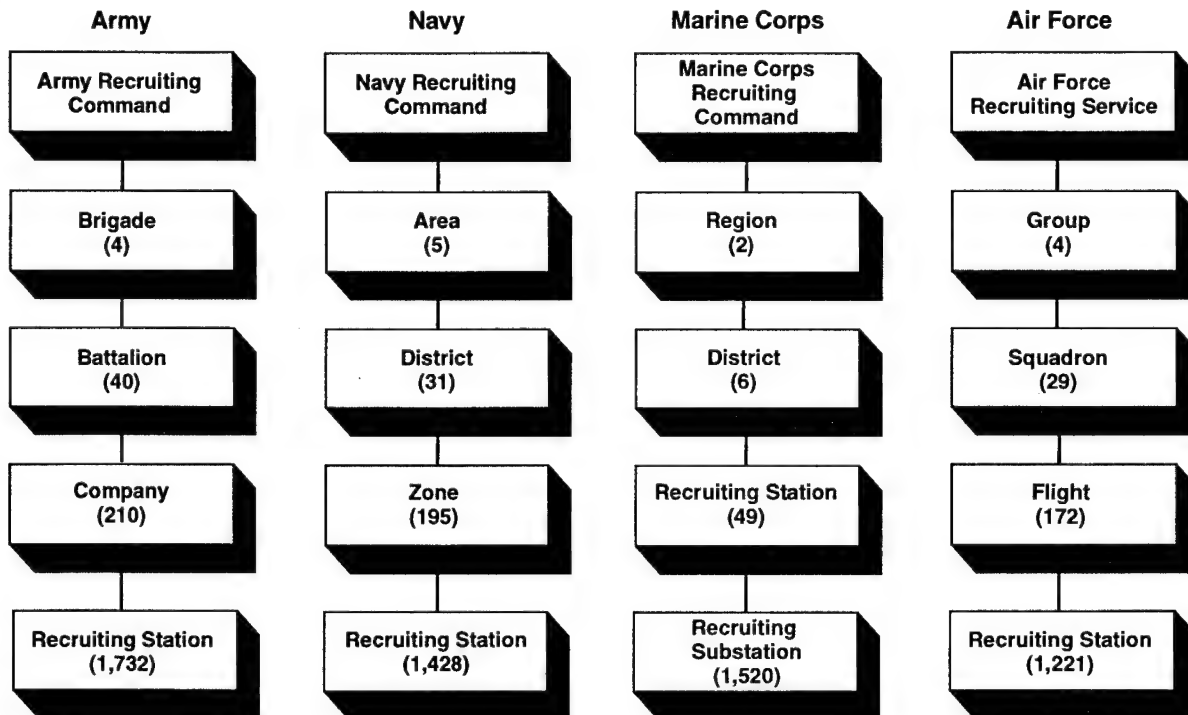 Army
Army Recruiting
Command
Brigade
(4)
Battalion
(40)
Company
(210)
Recruiting Station
(1,732)
Navy
Navy Recruiting
Command
Area
(5)
District
(31)
Zone
(195)
Recruiting Station
(1,428)
Marine Corps
Marine Corps
Recruiting
Command
Region
(2)
District
(6)
Recruiting Station
(49)
Recruiting
Substation
(1,520)
Air Force
Air Force
Recruiting Service
Group
(4)
Squadron
(29)
Flight
(172)
Recruiting Station
(1,221)